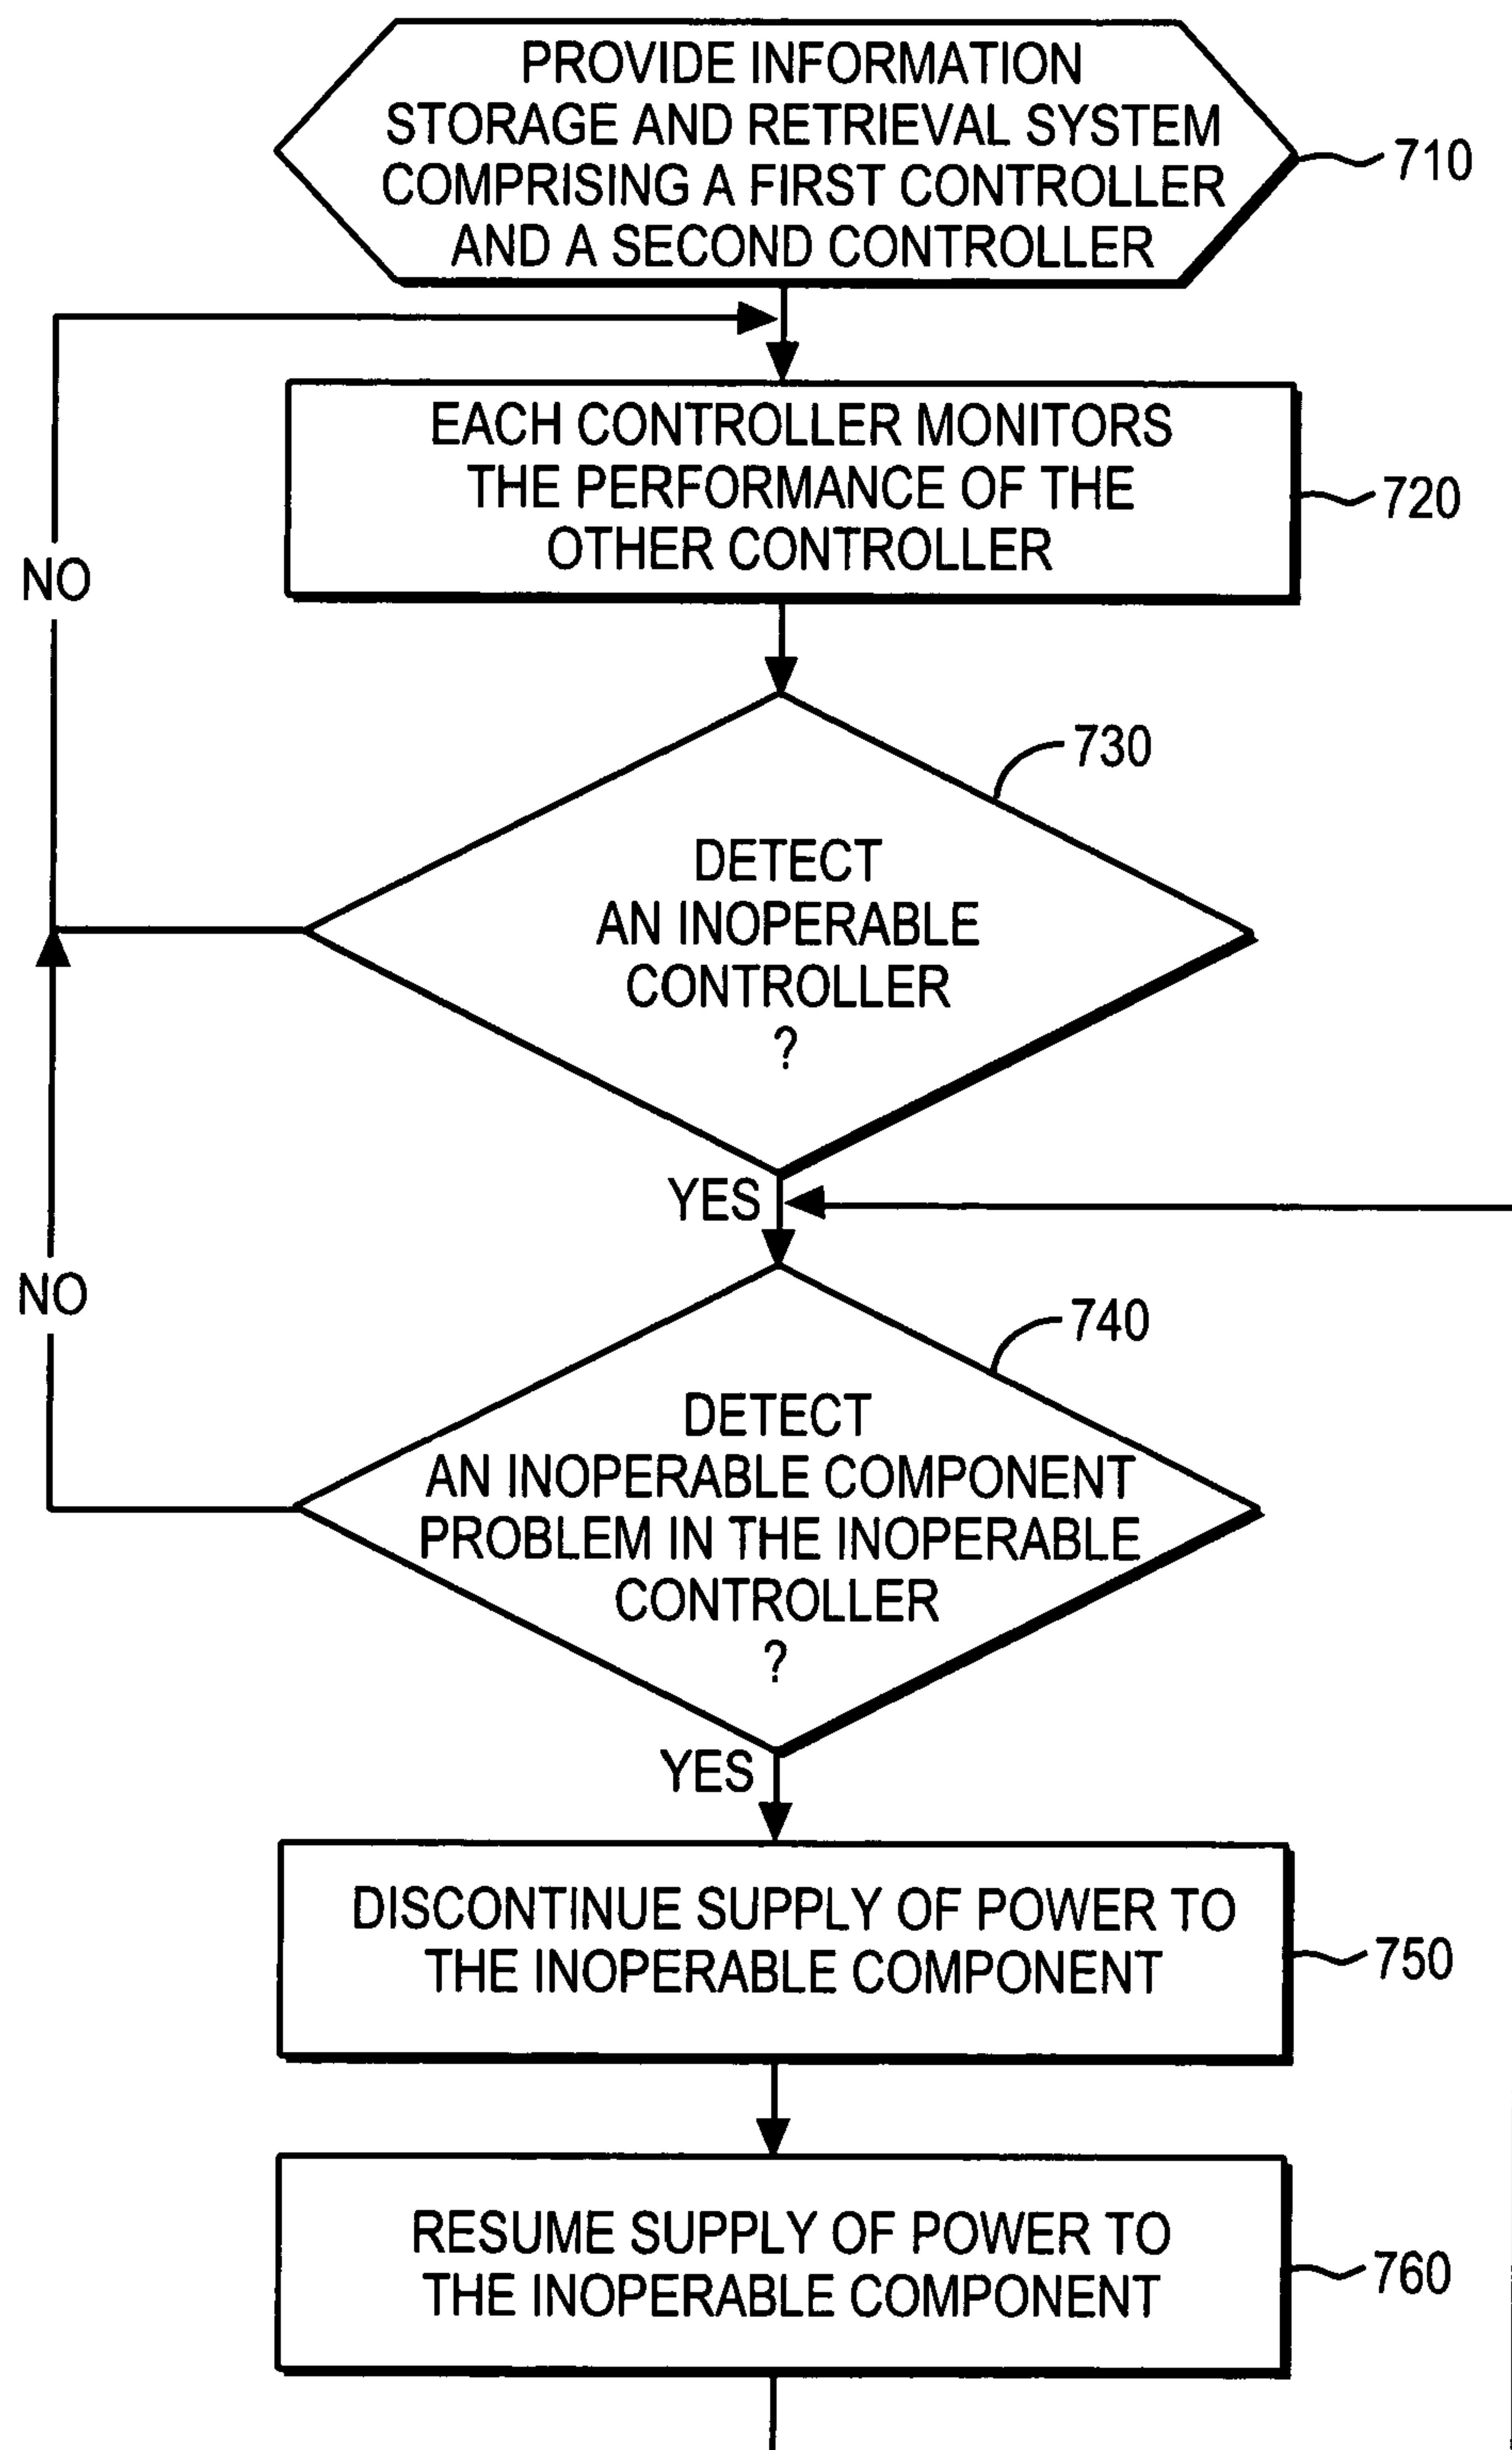 PROVIDE INFORMATION
STORAGE AND RETRIEVAL SYSTEM
COMPRISING A FIRST CONTROLLER
AND A SECOND CONTROLLER
710
EACH CONTROLLER MONITORS
THE PERFORMANCE OF THE
OTHER CONTROLLER
720
NO
730
DETECT
AN INOPERABLE
CONTROLLER
?
YES
NO
740
DETECT
AN INOPERABLE COMPONENT
PROBLEM IN THE INOPERABLE
CONTROLLER
?
YES
DISCONTINUE SUPPLY OF POWER TO
THE INOPERABLE COMPONENT
750
RESUME SUPPLY OF POWER TO
THE INOPERABLE COMPONENT
760